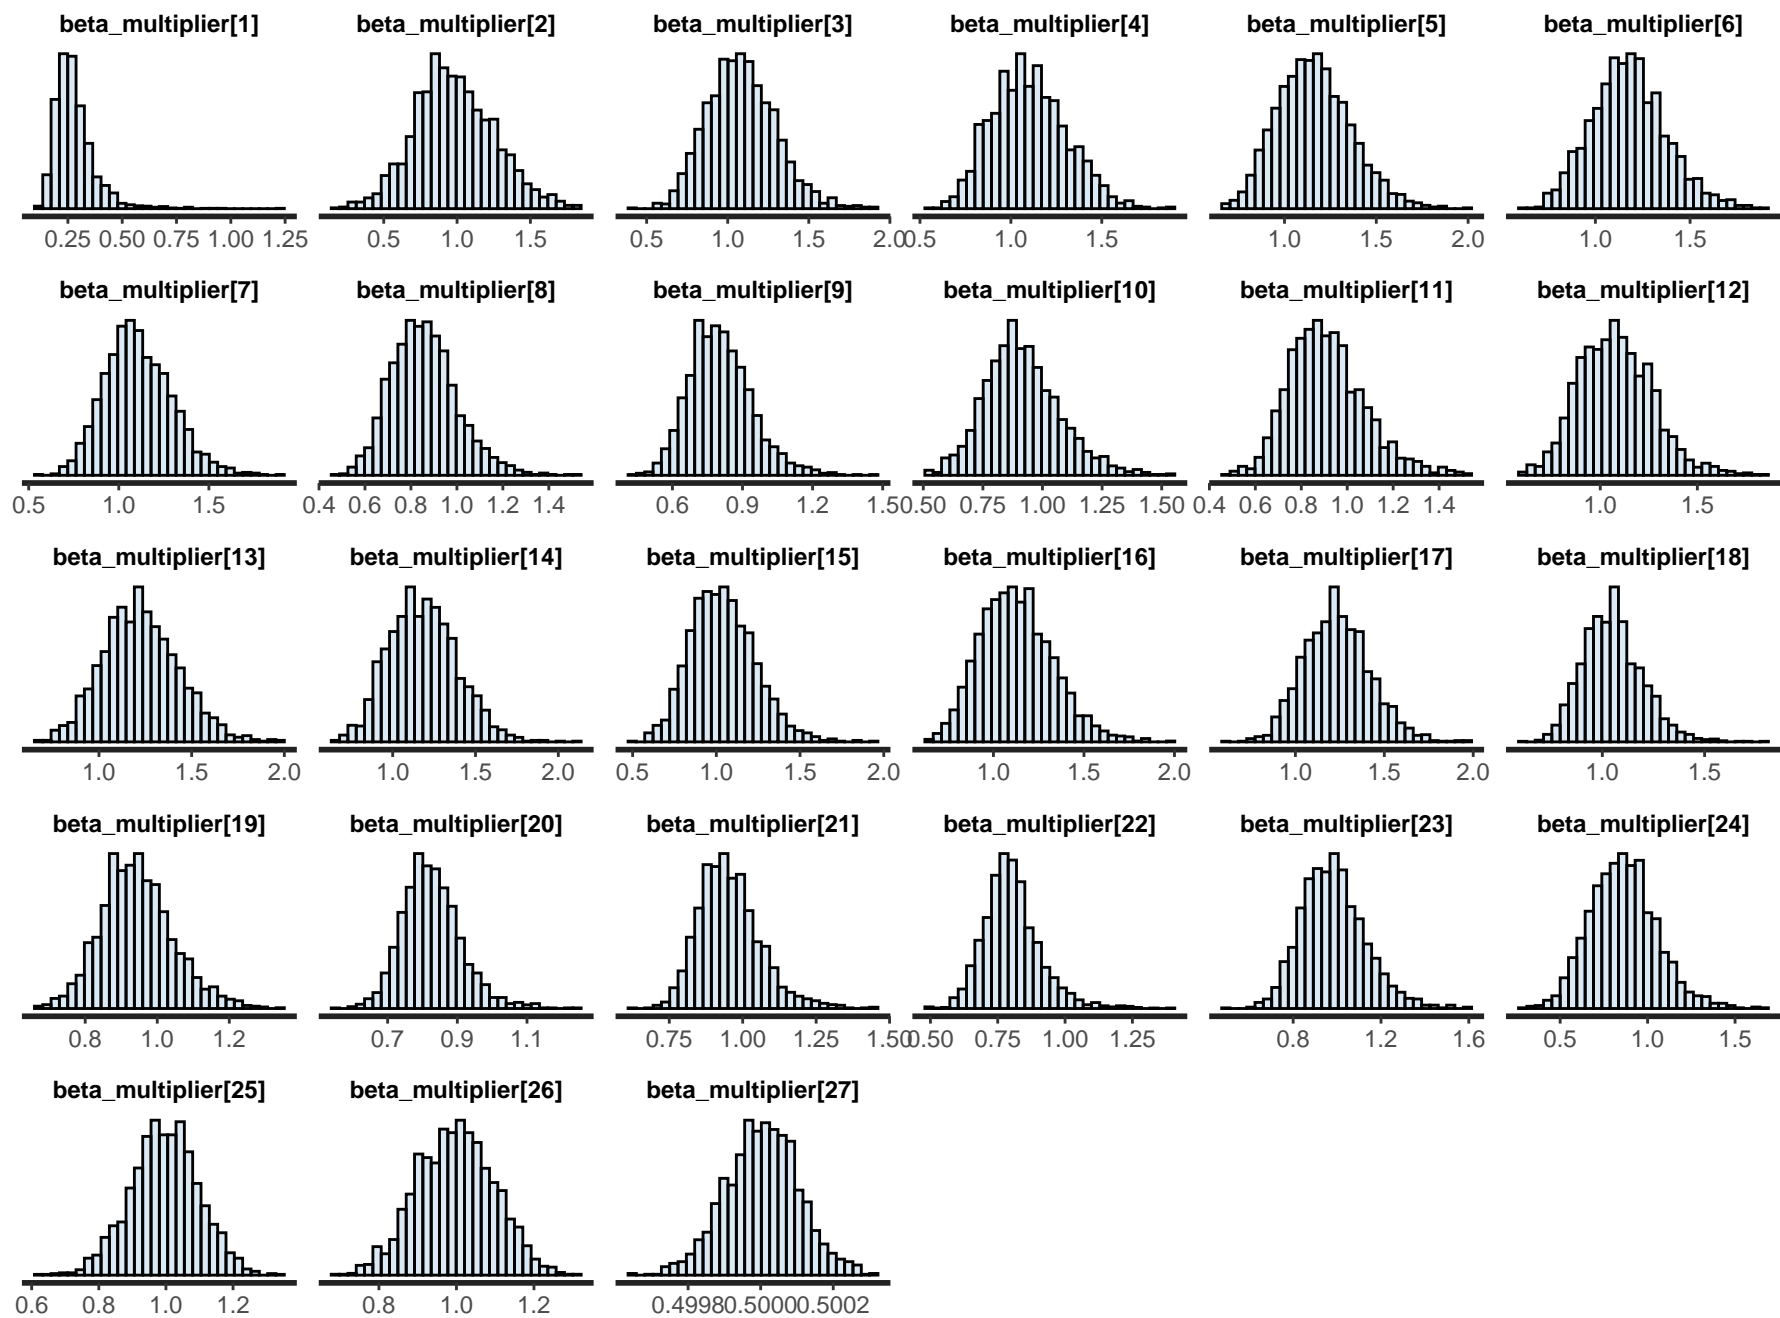 beta_multiplier[1] beta_multiplier[2] beta_multiplier[3] beta_multiplier[4] beta_multiplier[5] beta_multiplier[6]
0.25 0.50 0.75 1.00 1.25 0.5 1.0 1.5 0.5 1.0 1.5 2.0 0.5 1.0 1.5 1.0 1.5 2.0 1.0 1.5
beta_multiplier[7] beta_multiplier[8] beta_multiplier[9] beta_multiplier[10] beta_multiplier[11] beta_multiplier[12]
0.5 1.0 1.5 0.4 0.6 0.8 1.0 1.2 1.4 0.6 0.9 1.2 1.5 0.50 0.75 1.00 1.25 1.50 0.4 0.6 0.8 1.0 1.2 1.4 1.0 1.5
beta_multiplier[13] beta_multiplier[14] beta_multiplier[15] beta_multiplier[16] beta_multiplier[17] beta_multiplier[18]
1.0 1.5 2.0 1.0 1.5 2.0 0.5 1.0 1.5 2.0 1.0 1.5 2.0 1.0 1.5 2.0 1.0 1.5
beta_multiplier[19] beta_multiplier[20] beta_multiplier[21] beta_multiplier[22] beta_multiplier[23] beta_multiplier[24]
0.8 1.0 1.2 0.7 0.9 1.1 0.75 1.00 1.25 1.50 0.50 0.75 1.00 1.25 0.8 1.2 1.6 0.5 1.0 1.5
beta_multiplier[25] beta_multiplier[26] beta_multiplier[27]
0.6 0.8 1.0 1.2 0.8 1.0 1.2 0.4998 0.5000 0.5002